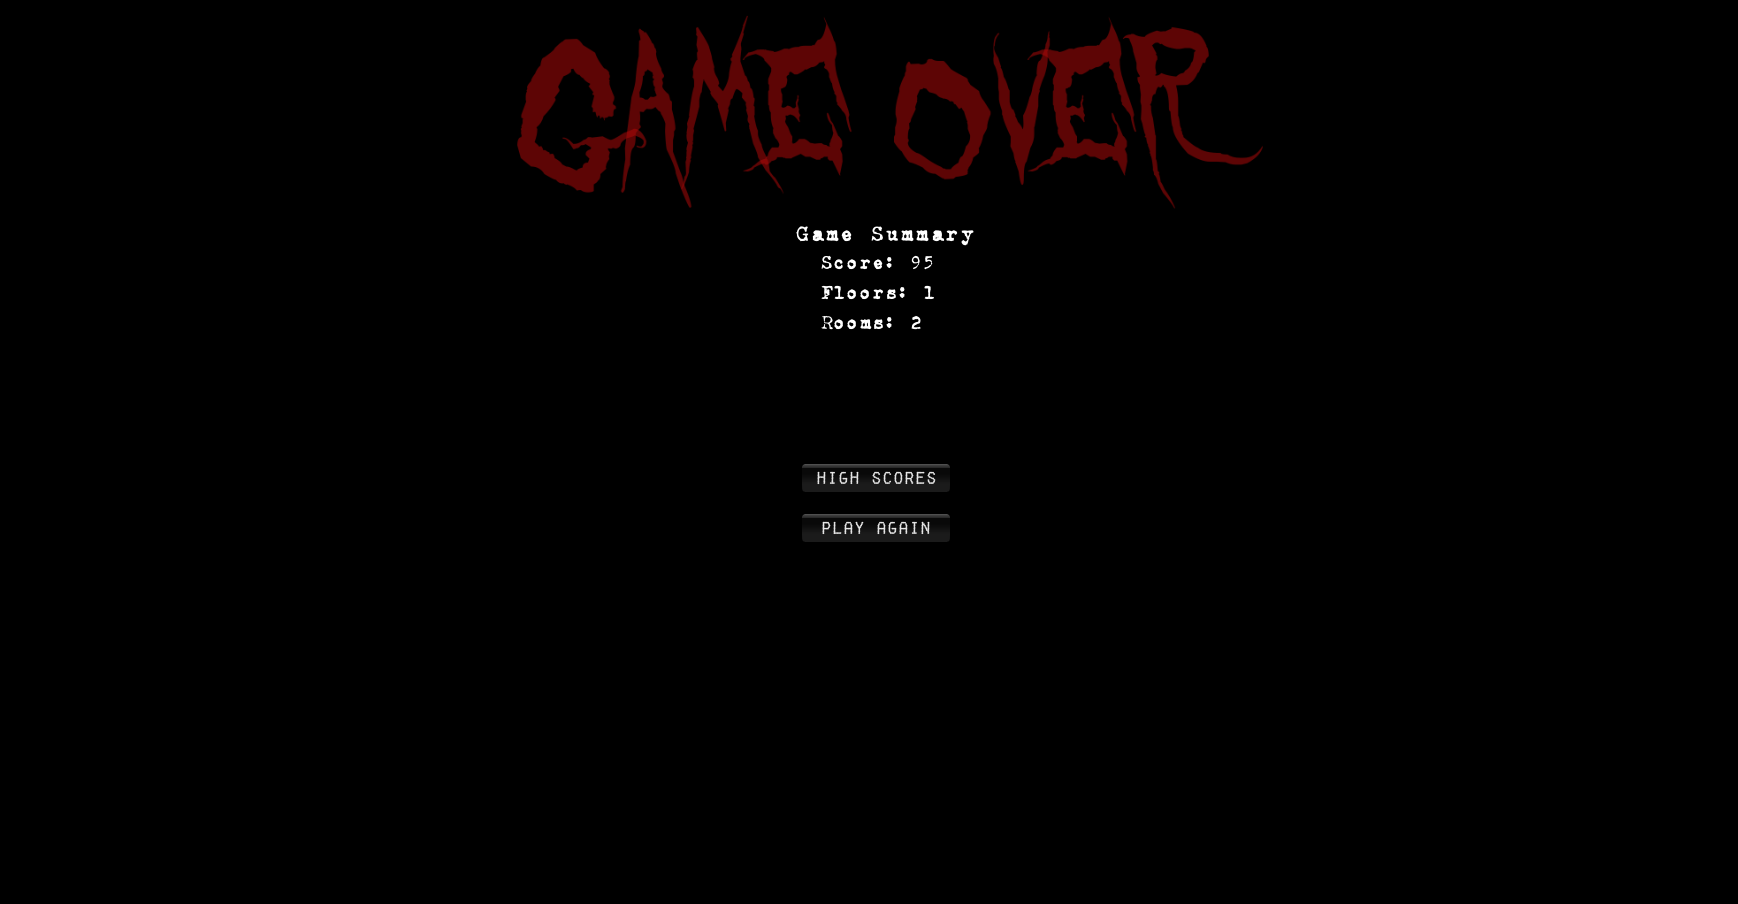 GAME OVER
Game Summary
Score: 95
Floors: 1
Rooms: 2
HIGH SCORES
PLAY AGAIN